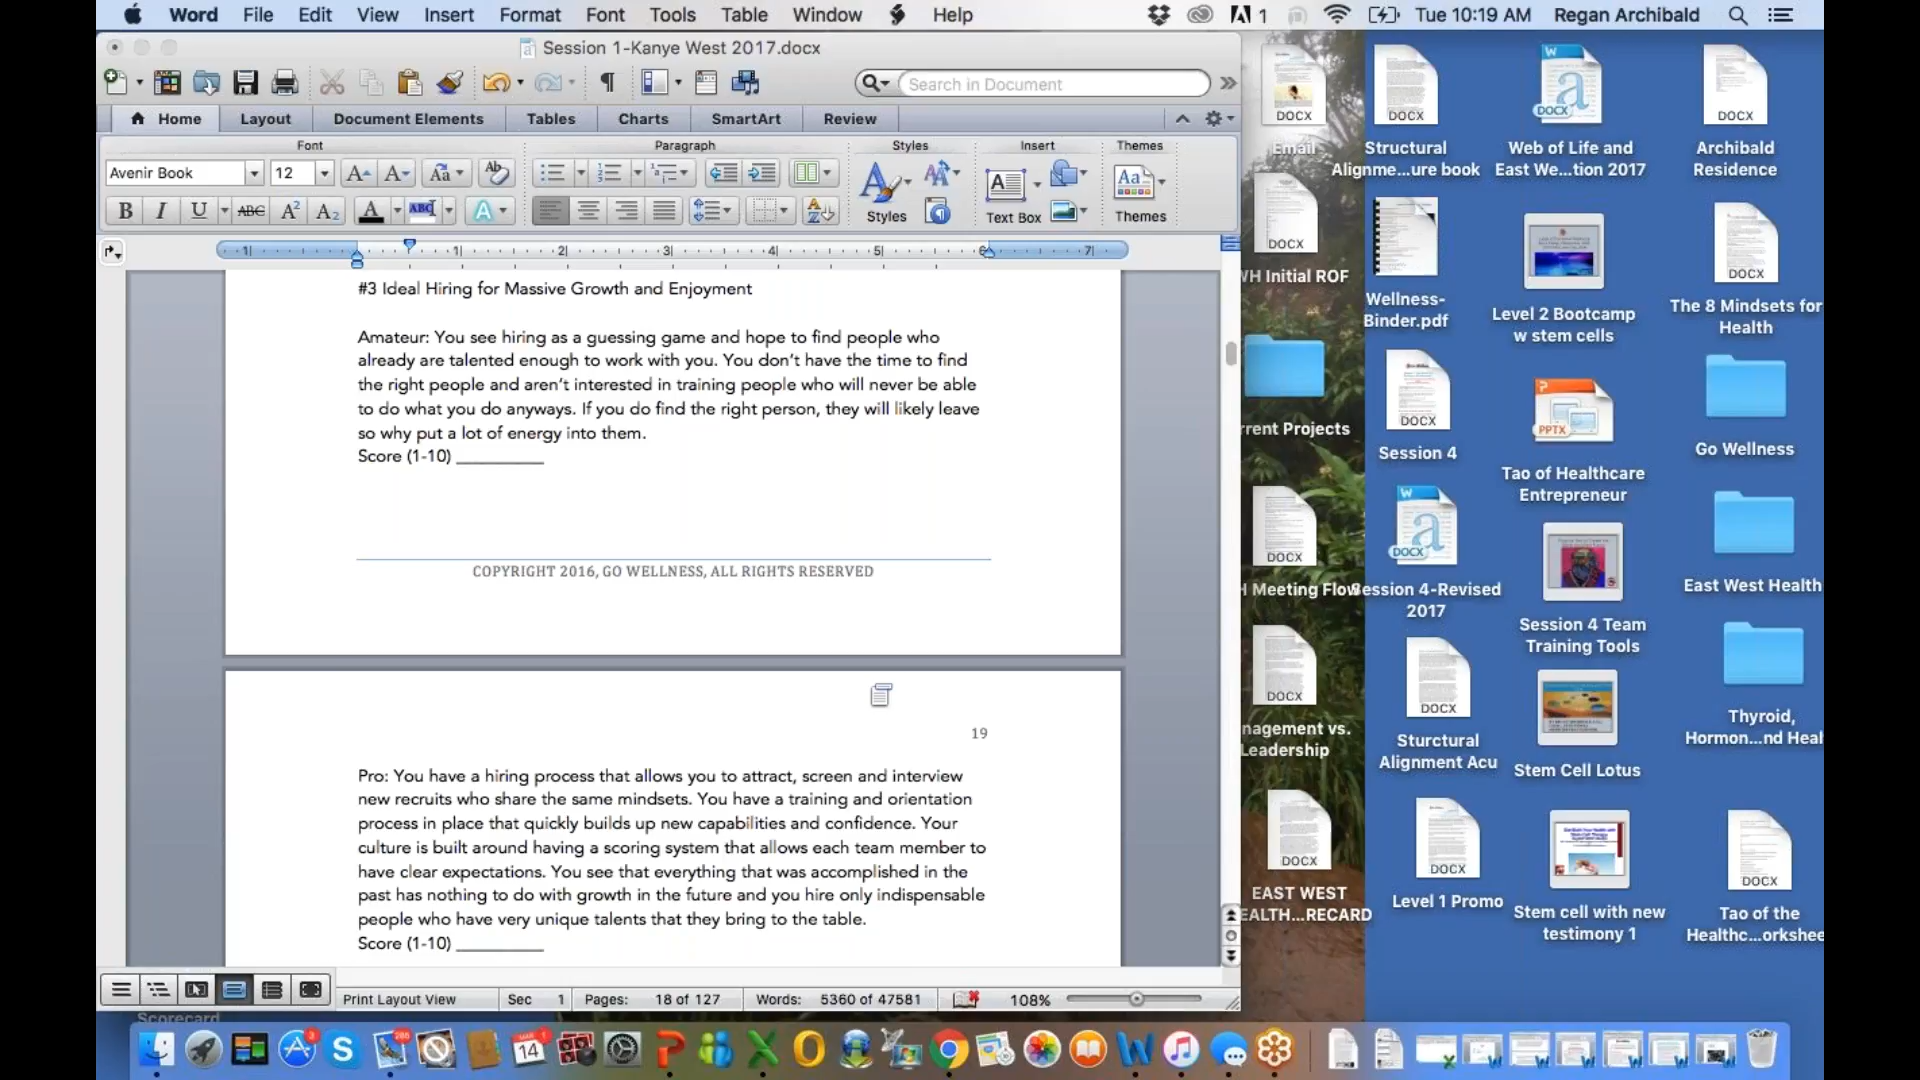 Word File Edit View Insert Format Font Tools Table Window Help 1 Tue 10:19 AM Regan Archibald
Session 1-Kanye West 2017.docx
Search in Document
Home Layout Document Elements Tables Charts SmartArt Review
Font Paragraph Styles Insert Themes
Avenir Book 12
Styles Text Box Themes
#3 Ideal Hiring for Massive Growth and Enjoyment
Amateur: You see hiring as a guessing game and hope to find people who
already are talented enough to work with you. You don't have the time to find
the right people and aren't interested in training people who will never be able
to do what you do anyways. If you do find the right person, they will likely leave
so why put a lot of energy into them.
Score (1-10) __________
COPYRIGHT 2016, GO WELLNESS, ALL RIGHTS RESERVED
19
Pro: You have a hiring process that allows you to attract, screen and interview
new recruits who share the same mindsets. You have a training and orientation
process in place that quickly builds up new capabilities and confidence. Your
culture is built around having a scoring system that allows each team member to
have clear expectations. You see that everything that was accomplished in the
past has nothing to do with growth in the future and you hire only indispensable
people who have very unique talents that they bring to the table.
Score (1-10) __________
Print Layout View Sec 1 Pages: 18 of 127 Words: 5360 of 47581 108%
Scorecard
Email
WH Initial ROF
rrent Projects
H Meeting Flow
nagement vs.
Leadership
EAST WEST
EALTH...RECARD
Structural
Alignme...ure book
Wellness-
Binder.pdf
Session 4
Session 4-Revised
2017
Sturctural
Alignment Acu
Level 1 Promo
Web of Life and
East We...tion 2017
Level 2 Bootcamp
w stem cells
Tao of Healthcare
Entrepreneur
Session 4 Team
Training Tools
Stem Cell Lotus
Stem cell with new
testimony 1
Archibald
Residence
The 8 Mindsets for
Health
Go Wellness
East West Health
Thyroid,
Hormon...nd Heal
Tao of the
Healthc...orkshee